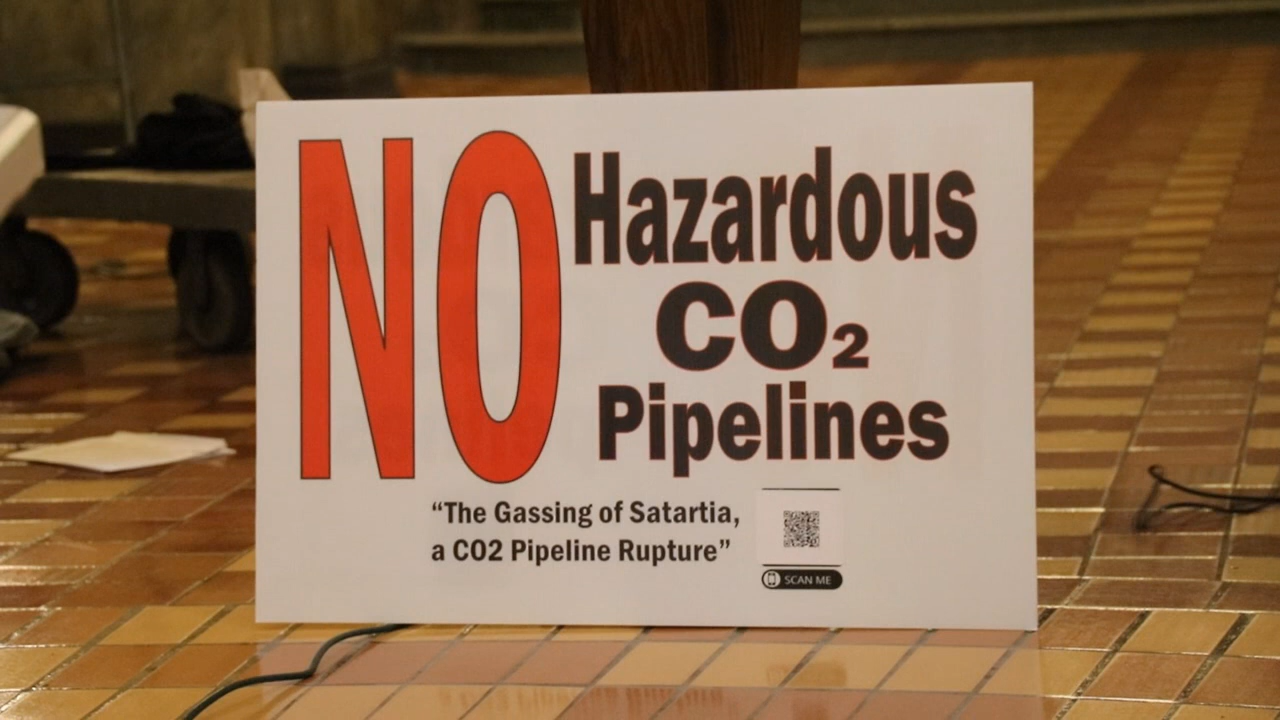 NO
Hazardous
CO₂
Pipelines
“The Gassing of Satartia,
a CO2 Pipeline Rupture”
SCAN ME